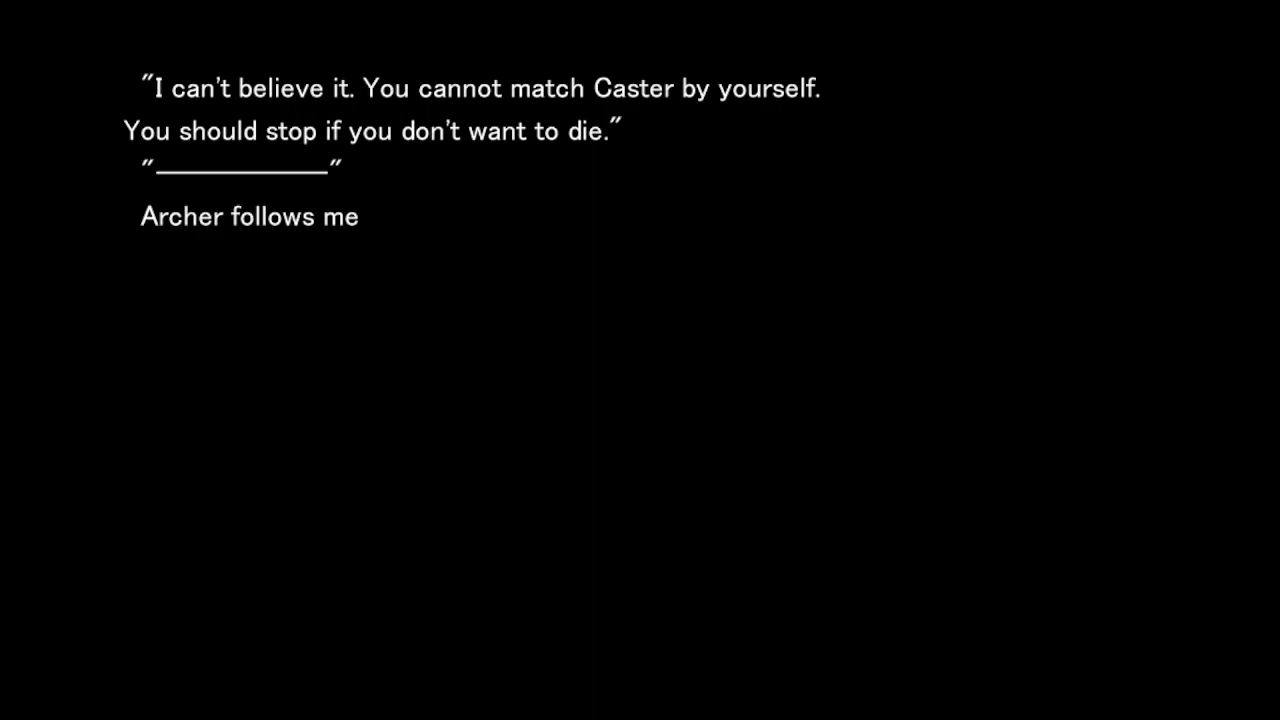 "I can't believe it. You cannot match Caster by yourself.
You should stop if you don't want to die."
"――――――――"
Archer follows me